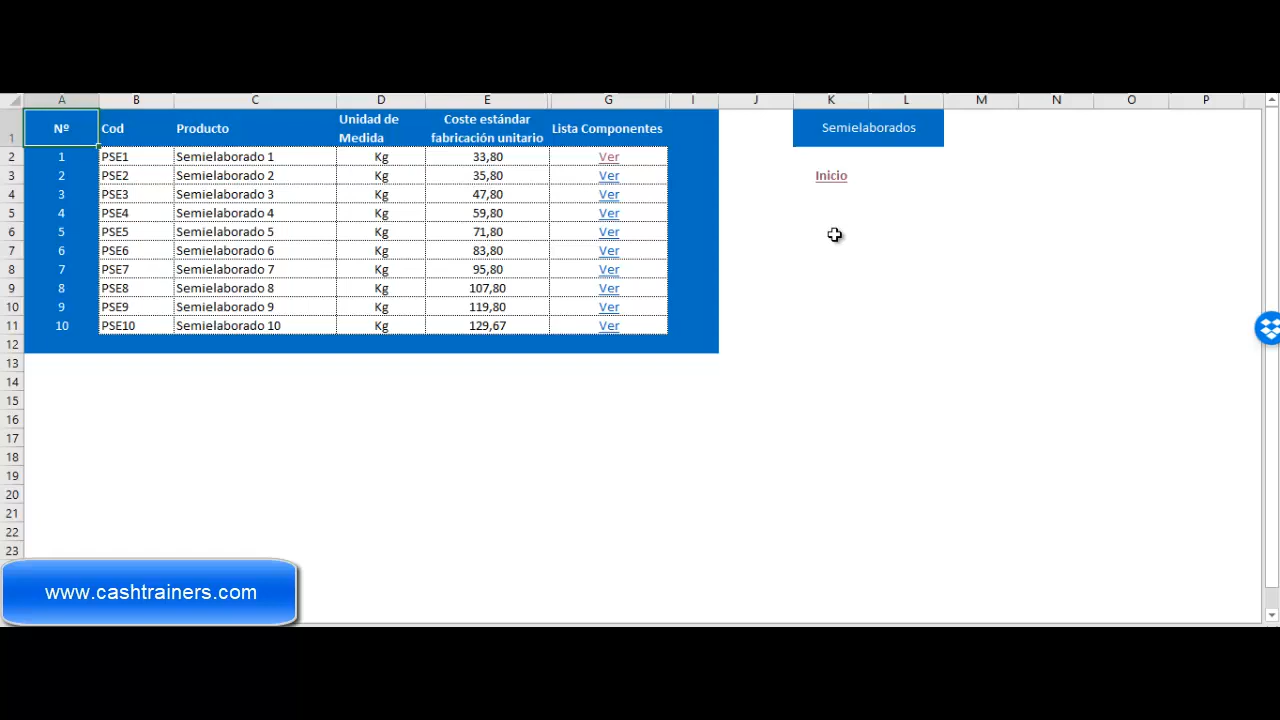 A B C D E G I J K L M N O P
1 Nº Cod Producto Unidad de Medida Coste estándar fabricación unitario Lista Componentes Semielaborados
2 1 PSE1 Semielaborado 1 Kg 33,80 Ver
3 2 PSE2 Semielaborado 2 Kg 35,80 Ver Inicio
4 3 PSE3 Semielaborado 3 Kg 47,80 Ver
5 4 PSE4 Semielaborado 4 Kg 59,80 Ver
6 5 PSE5 Semielaborado 5 Kg 71,80 Ver
7 6 PSE6 Semielaborado 6 Kg 83,80 Ver
8 7 PSE7 Semielaborado 7 Kg 95,80 Ver
9 8 PSE8 Semielaborado 8 Kg 107,80 Ver
10 9 PSE9 Semielaborado 9 Kg 119,80 Ver
11 10 PSE10 Semielaborado 10 Kg 129,67 Ver
12
13
14
15
16
17
18
19
20
21
22
23
www.cashtrainers.com